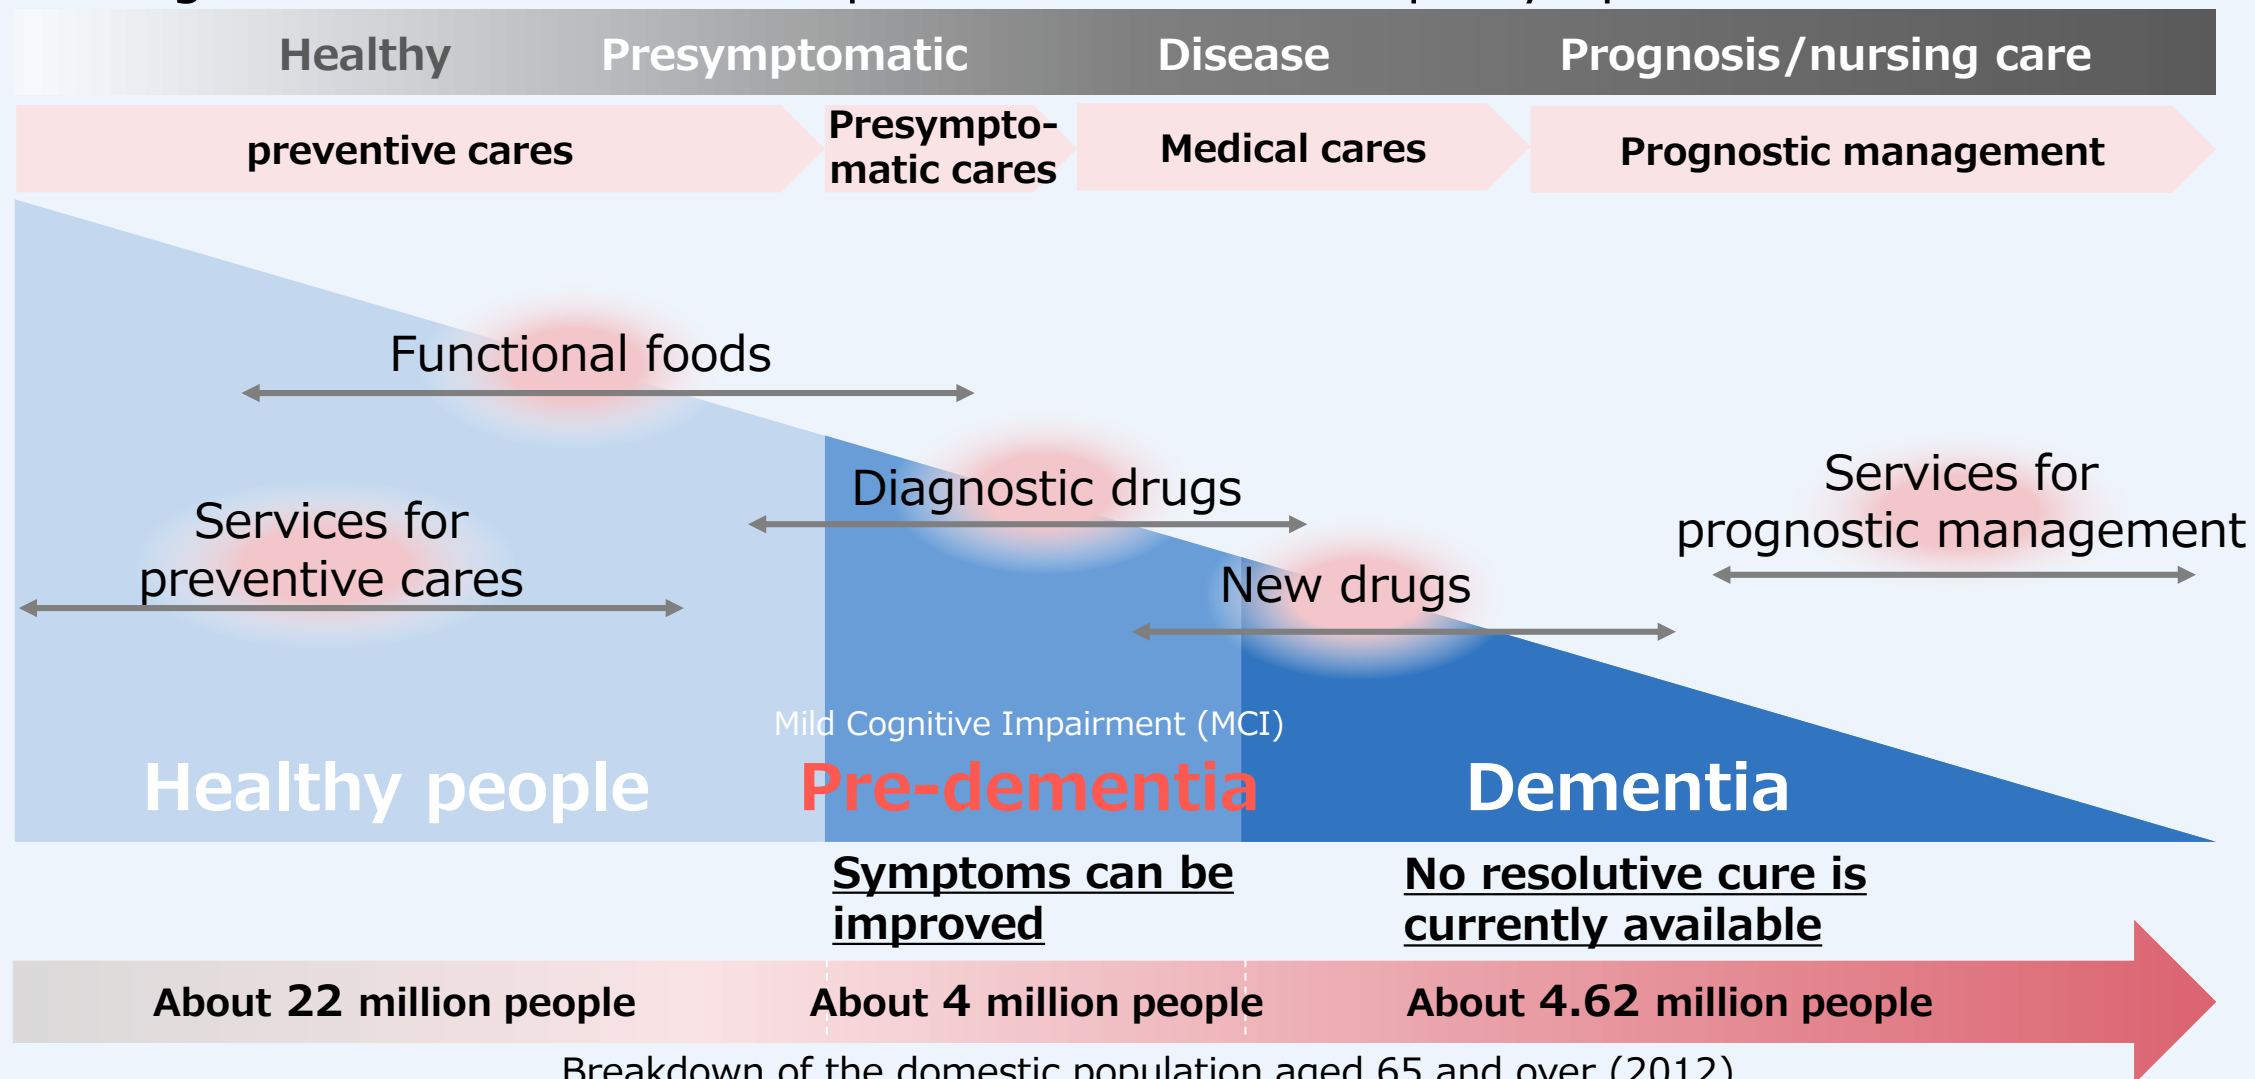 Healthy Presymptomatic Disease Prognosis/nursing care
preventive cares
Presympto-
matic cares
Medical cares
Prognostic management
Functional foods
Diagnostic drugs
Services for
prognostic management
Services for
preventive cares
New drugs
Mild Cognitive Impairment (MCI)
Healthy people
Pre-dementia
Dementia
Symptoms can be
improved
No resolutive cure is
currently available
About 22 million people
About 4 million people
About 4.62 million people
Breakdown of the domestic population aged 65 and over (2012)